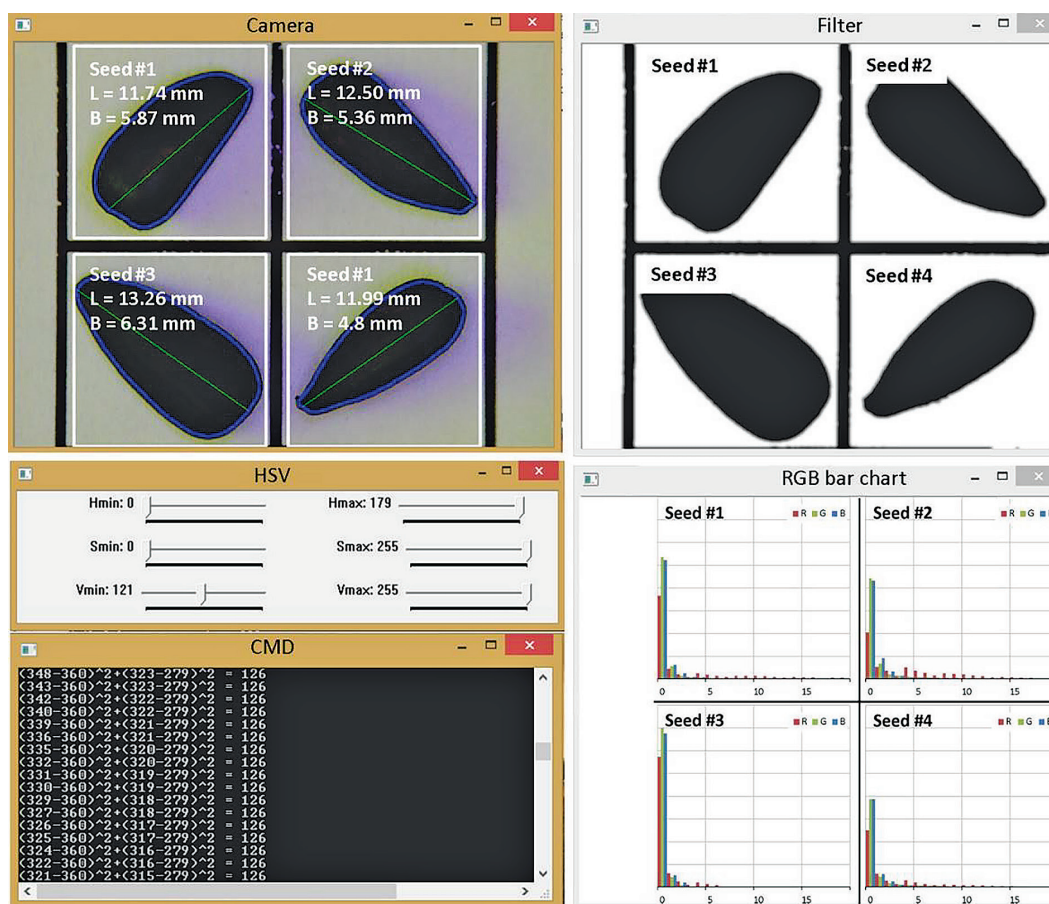 Camera
Seed #1
L = 11.74 mm
B = 5.87 mm
Seed #2
L = 12.50 mm
B = 5.36 mm
Seed #3
L = 13.26 mm
B = 6.31 mm
Seed #1
L = 11.99 mm
B = 4.8 mm
Filter
Seed #1
Seed #2
Seed #3
Seed #4
HSV
Hmin: 0
Hmax: 179
Smin: 0
Smax: 255
Vmin: 121
Vmax: 255
CMD
(348-360)^2+(323-279)^2 = 126
(343-360)^2+(323-279)^2 = 126
(342-360)^2+(322-279)^2 = 126
(340-360)^2+(322-279)^2 = 126
(339-360)^2+(321-279)^2 = 126
(336-360)^2+(321-279)^2 = 126
(335-360)^2+(320-279)^2 = 126
(332-360)^2+(320-279)^2 = 126
(331-360)^2+(319-279)^2 = 126
(330-360)^2+(319-279)^2 = 126
(329-360)^2+(318-279)^2 = 126
(327-360)^2+(318-279)^2 = 126
(326-360)^2+(317-279)^2 = 126
(325-360)^2+(317-279)^2 = 126
(324-360)^2+(316-279)^2 = 126
(322-360)^2+(316-279)^2 = 126
(321-360)^2+(315-279)^2 = 126
RGB bar chart
Seed #1
R G B
0 5 10 15
Seed #2
R G B
0 5 10 15
Seed #3
R G B
0 5 10 15
Seed #4
R G B
0 5 10 15